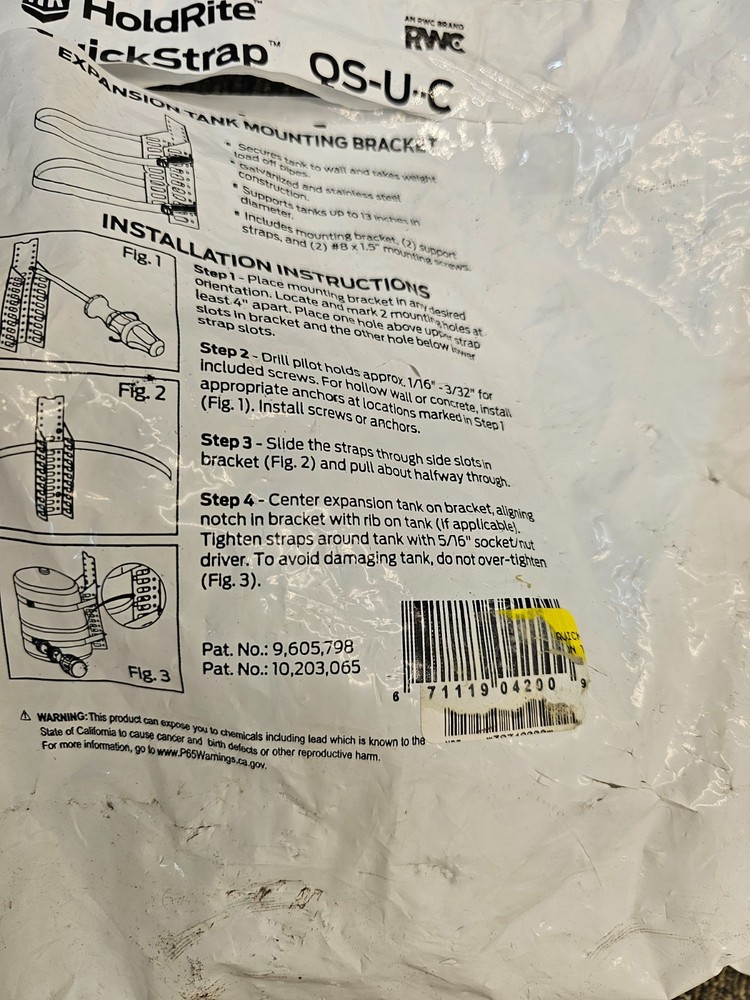 HoldRite™
AN RWC BRAND
RWC
ickStrap™ QS-U-C
EXPANSION TANK MOUNTING BRACKET
• Secures tank to wall and takes weight
load off pipes.
• Galvanized and stainless steel
construction.
• Supports tanks up to 13 inches in
diameter.
• Includes mounting bracket, (2) support
straps, and (2) #8 x 1.5" mounting screws.
INSTALLATION INSTRUCTIONS
Fig. 1
Step 1 - Place mounting bracket in any desired
orientation. Locate and mark 2 mounting holes at
least 4" apart. Place one hole above upper strap
slots in bracket and the other hole below lower
strap slots.
Fig. 2
Step 2 - Drill pilot holds approx. 1/16" - 3/32" for
included screws. For hollow wall or concrete, install
appropriate anchors at locations marked in Step 1
(Fig. 1). Install screws or anchors.
Step 3 - Slide the straps through side slots in
bracket (Fig. 2) and pull about halfway through.
Step 4 - Center expansion tank on bracket, aligning
notch in bracket with rib on tank (if applicable).
Tighten straps around tank with 5/16" socket/nut
driver. To avoid damaging tank, do not over-tighten
(Fig. 3).
Fig. 3
Pat. No.: 9,605,798
Pat. No.: 10,203,065
QUICK
6 71119 04200 9
⚠ WARNING: This product can expose you to chemicals including lead which is known to the
State of California to cause cancer and birth defects or other reproductive harm.
For more information, go to www.P65Warnings.ca.gov.